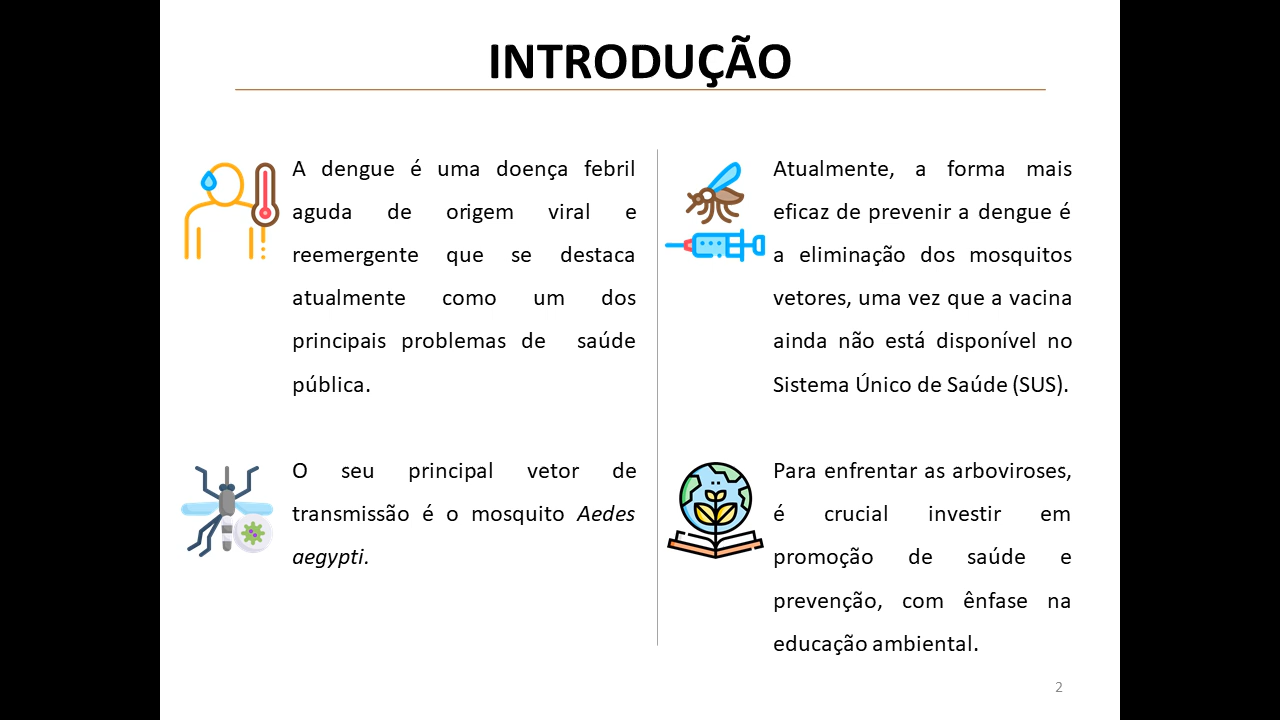 INTRODUÇÃO
A dengue é uma doença febril
aguda de origem viral e
reemergente que se destaca
atualmente como um dos
principais problemas de saúde
pública.
O seu principal vetor de
transmissão é o mosquito Aedes
aegypti.
Atualmente, a forma mais
eficaz de prevenir a dengue é
a eliminação dos mosquitos
vetores, uma vez que a vacina
ainda não está disponível no
Sistema Único de Saúde (SUS).
Para enfrentar as arboviroses,
é crucial investir em
promoção de saúde e
prevenção, com ênfase na
educação ambiental.
2